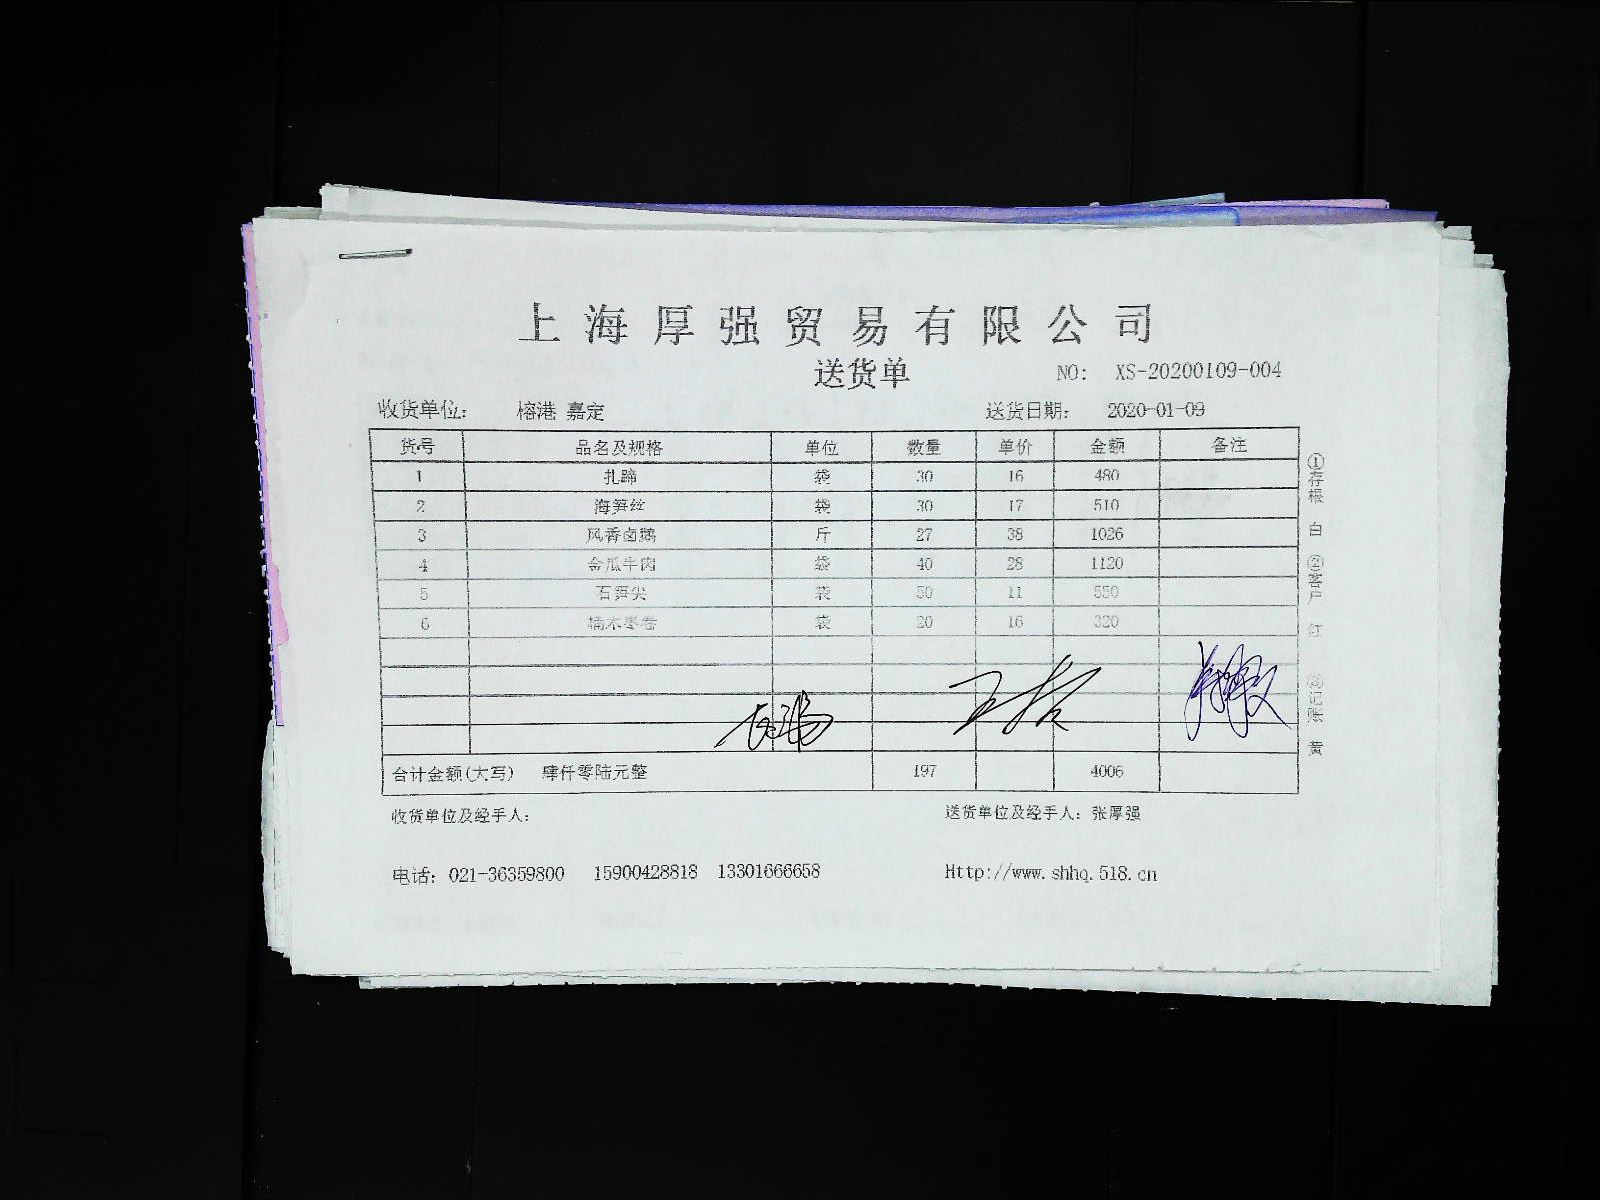 上海厚强贸易有限公司
送货单 NO: XS-20200109-004
收货单位: 榕港 嘉定 送货日期: 2020-01-09
货号 品名及规格 单位 数量 单价 金额 备注
1 扎蹄 袋 30 16 480
2 海笋丝 袋 30 17 510
3 风香卤鹅 斤 27 38 1026
4 金瓜牛肉 袋 40 28 1120
5 石笋尖 袋 50 11 550
6 楠木枣卷 袋 20 16 320
合计金额(大写) 肆仟零陆元整 197 4006
收货单位及经手人: 送货单位及经手人: 张厚强
电话: 021-36359800 15900428818 13301666658 Http://www.shhq.518.cn
①存根 白 ②客户 红 ③记账 黄